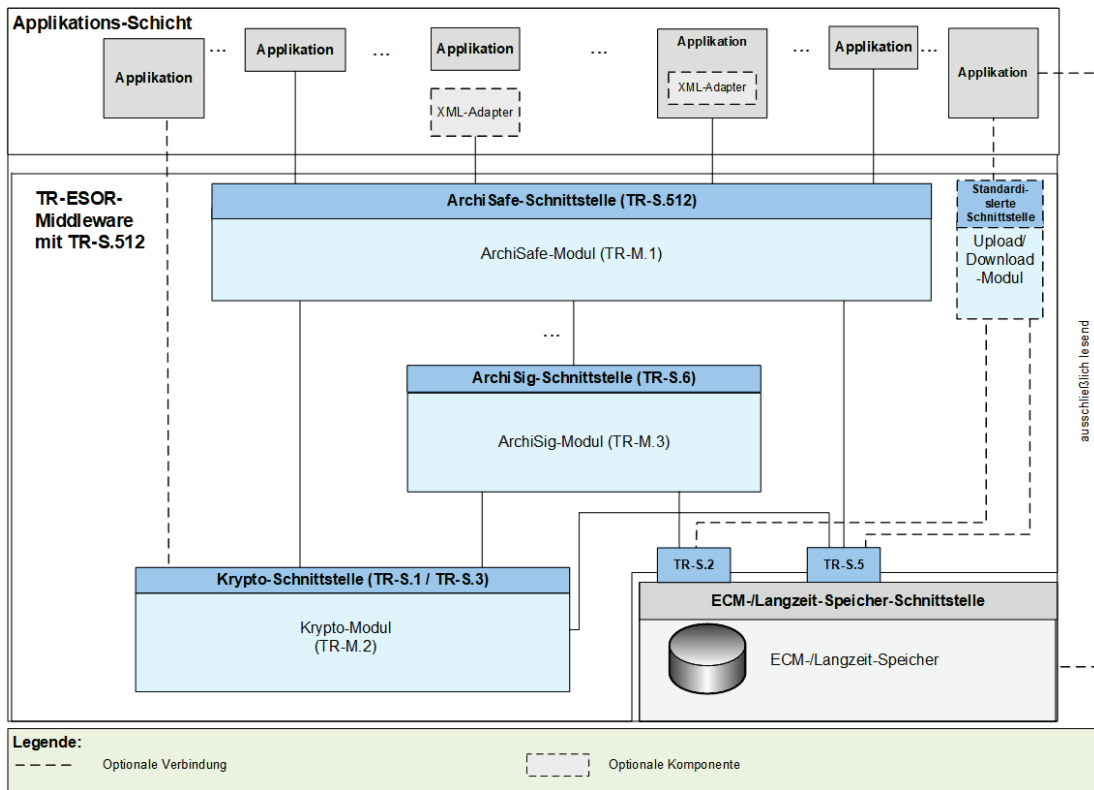 Applikations-Schicht
Applikation
...
Applikation
...
Applikation
XML-Adapter
...
Applikation
XML-Adapter
...
Applikation
...
Applikation
TR-ESOR-
Middleware
mit TR-S.512
ArchiSafe-Schnittstelle (TR-S.512)
ArchiSafe-Modul (TR-M.1)
Standardi-
sierte
Schnittstelle
Upload/
Download
-Modul
ausschließlich lesend
...
ArchiSig-Schnittstelle (TR-S.6)
ArchiSig-Modul (TR-M.3)
TR-S.2
TR-S.5
Krypto-Schnittstelle (TR-S.1 / TR-S.3)
Krypto-Modul
(TR-M.2)
ECM-/Langzeit-Speicher-Schnittstelle
ECM-/Langzeit-Speicher
Legende:
Optionale Verbindung
Optionale Komponente